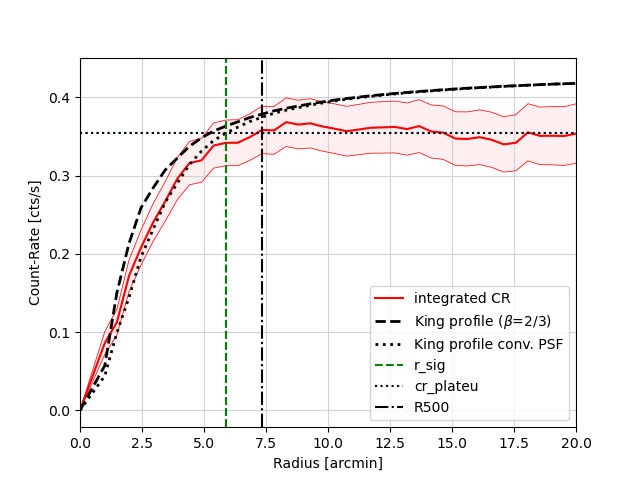 0.4
0.3
0.2
0.1
0.0
Count-Rate [cts/s]
integrated CR
King profile (β=2/3)
King profile conv. PSF
r_sig
cr_plateu
R500
0.0 2.5 5.0 7.5 10.0 12.5 15.0 17.5 20.0
Radius [arcmin]